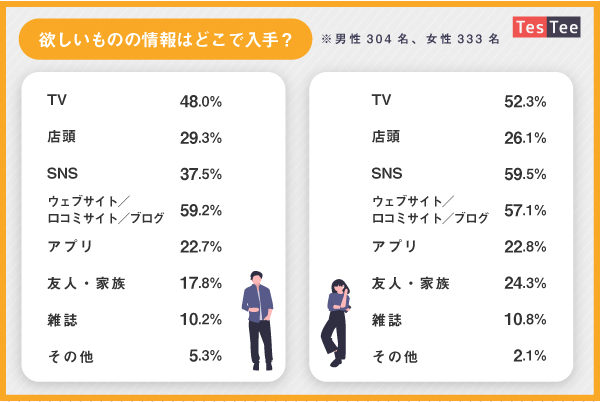 欲しいものの情報はどこで入手？
※男性304名、女性333名
TesTee
TV 48.0%
店頭 29.3%
SNS 37.5%
ウェブサイト／
口コミサイト／ブログ 59.2%
アプリ 22.7%
友人・家族 17.8%
雑誌 10.2%
その他 5.3%
TV 52.3%
店頭 26.1%
SNS 59.5%
ウェブサイト／
口コミサイト／ブログ 57.1%
アプリ 22.8%
友人・家族 24.3%
雑誌 10.8%
その他 2.1%